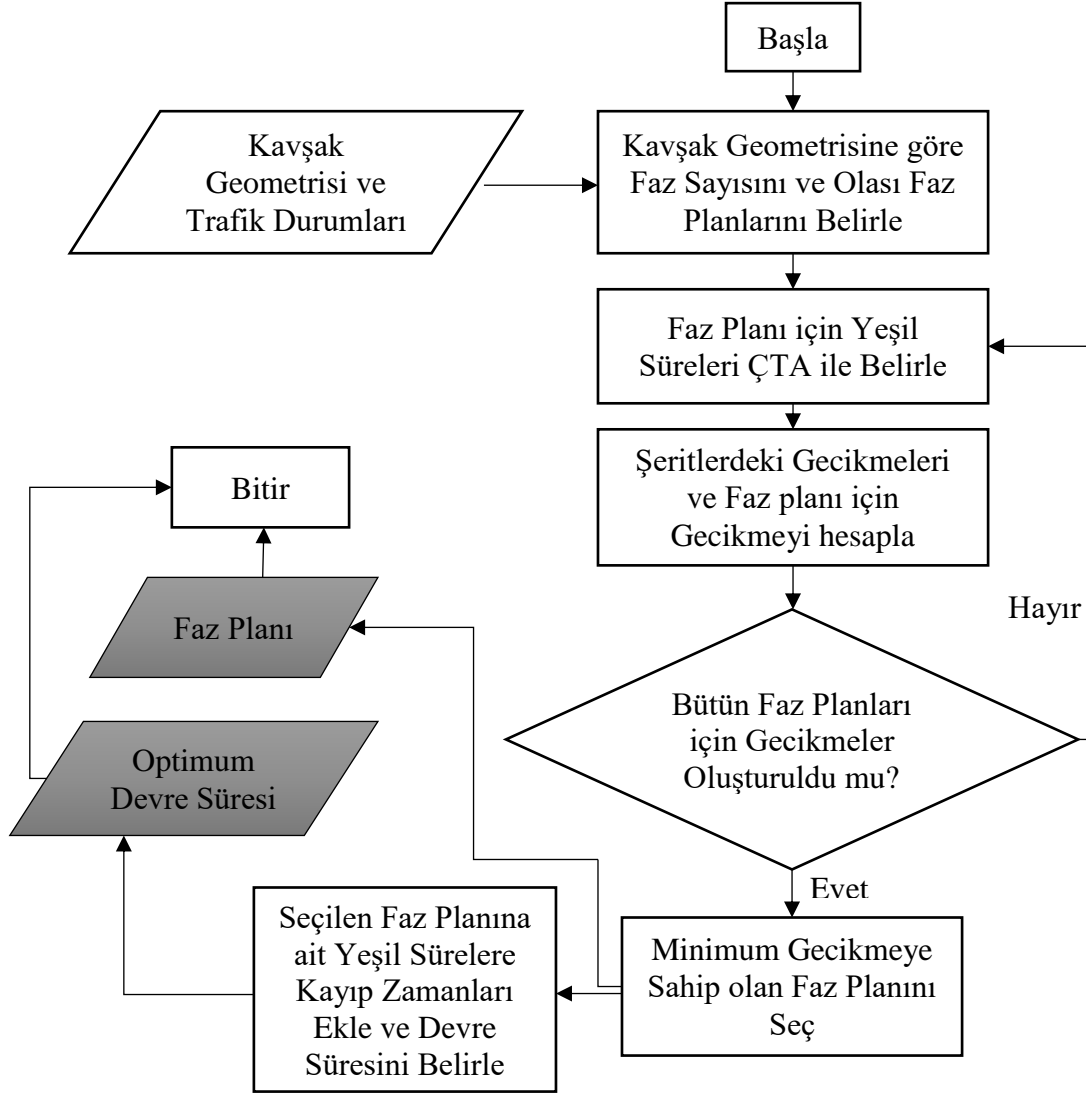 Başla
Kavşak
Geometrisi ve
Trafik Durumları
Kavşak Geometrisine göre
Faz Sayısını ve Olası Faz
Planlarını Belirle
Faz Planı için Yeşil
Süreleri ÇTA ile Belirle
Şeritlerdeki Gecikmeleri
ve Faz planı için
Gecikmeyi hesapla
Bitir
Faz Planı
Hayır
Bütün Faz Planları
için Gecikmeler
Oluşturuldu mu?
Optimum
Devre Süresi
Evet
Minimum Gecikmeye
Sahip olan Faz Planını
Seç
Seçilen Faz Planına
ait Yeşil Sürelere
Kayıp Zamanları
Ekle ve Devre
Süresini Belirle